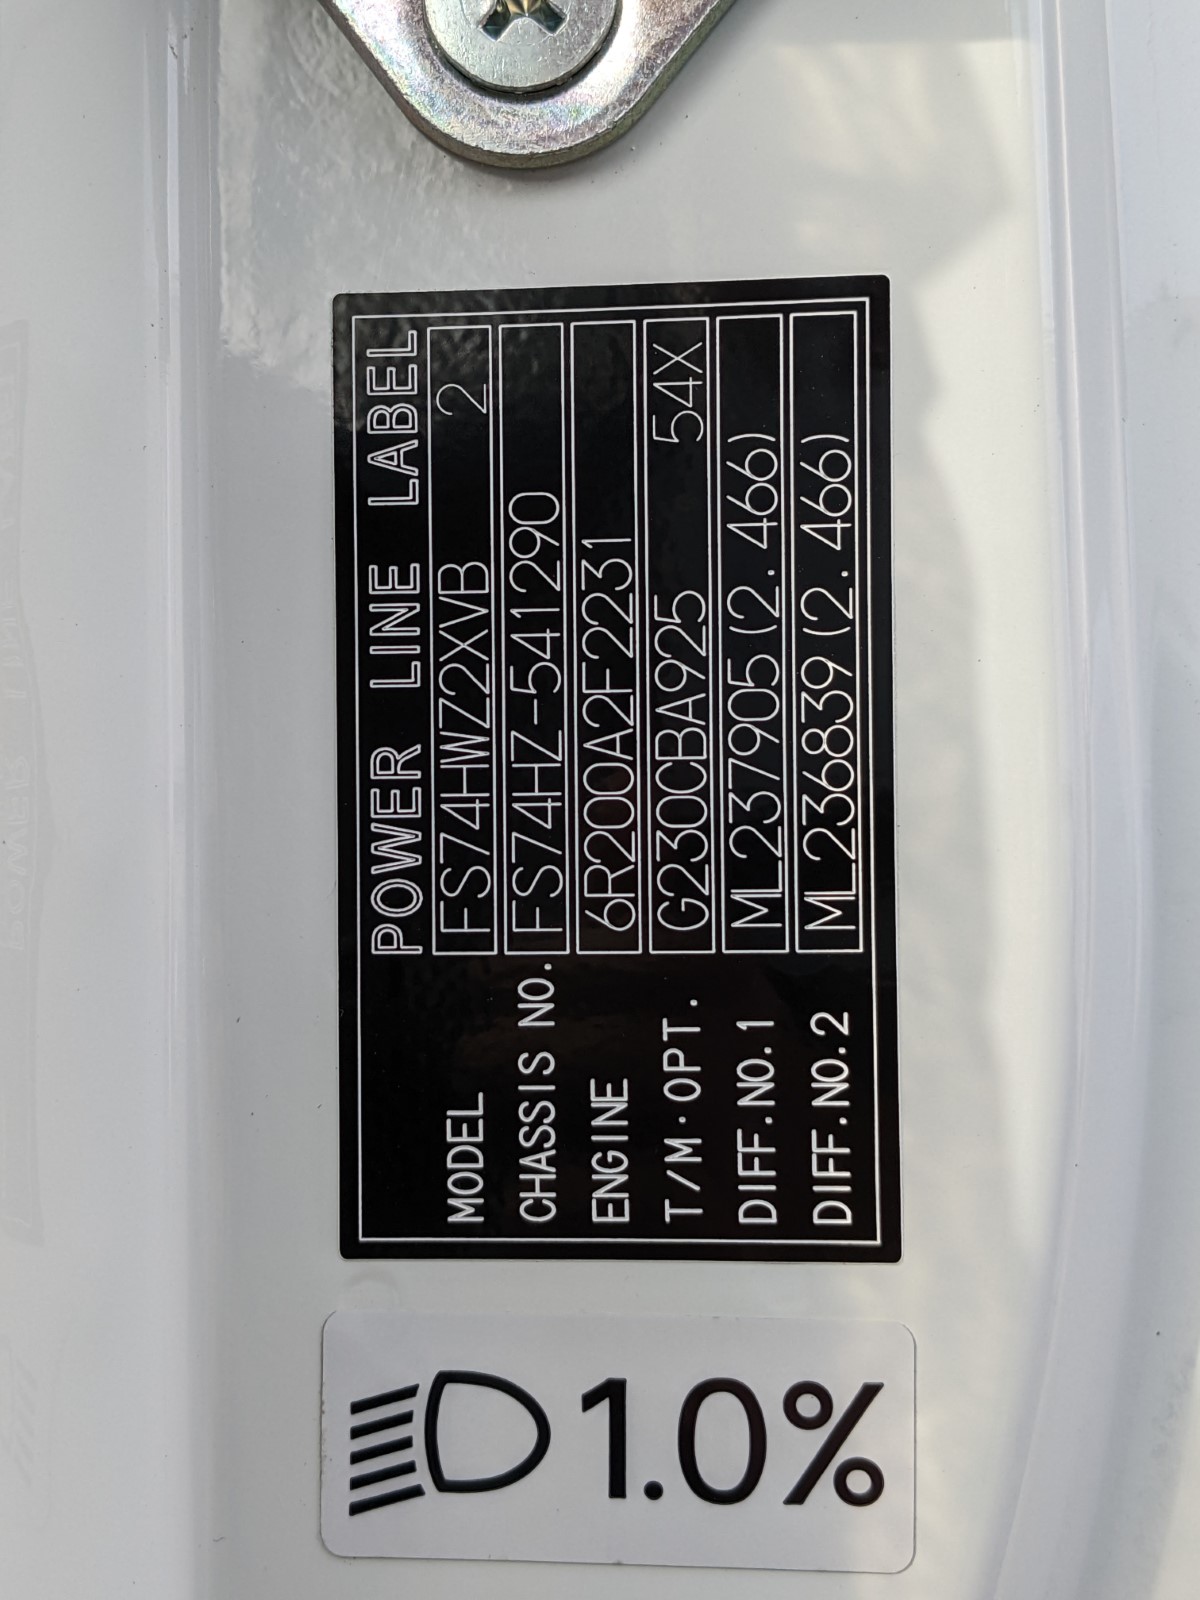 POWER LINE LABEL
MODEL FS74HWZ2XVB 2
CHASSIS NO. FS74HZ-541290
ENGINE 6R200A2F2231
T/M·OPT. G230CBA925 54X
DIFF.NO.1 ML237905(2.466)
DIFF.NO.2 ML236839(2.466)
1.0%